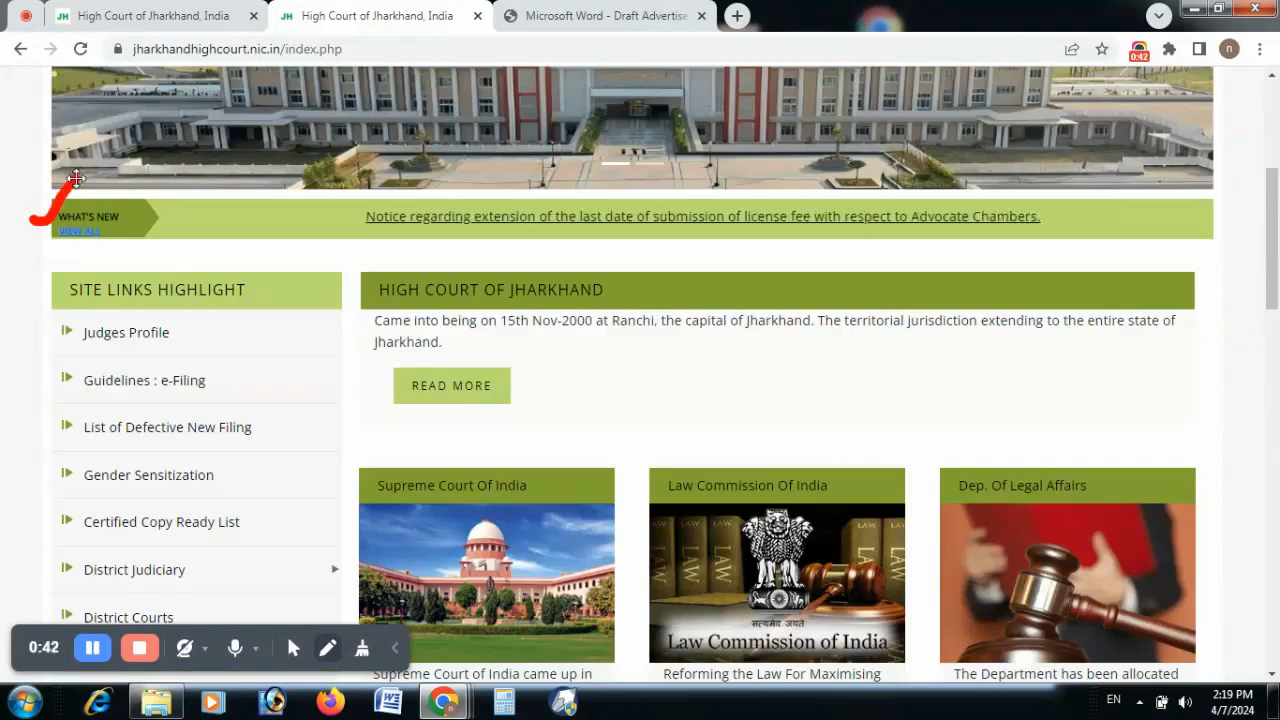 High Court of Jharkhand, India
High Court of Jharkhand, India
Microsoft Word - Draft Advertise
jharkhandhighcourt.nic.in/index.php
0:42
n
WHAT'S NEW
VIEW ALL
Notice regarding extension of the last date of submission of license fee with respect to Advocate Chambers.
SITE LINKS HIGHLIGHT
Judges Profile
Guidelines : e-Filing
List of Defective New Filing
Gender Sensitization
Certified Copy Ready List
District Judiciary
District Courts
HIGH COURT OF JHARKHAND
Came into being on 15th Nov-2000 at Ranchi, the capital of Jharkhand. The territorial jurisdiction extending to the entire state of
Jharkhand.
READ MORE
Supreme Court Of India
Supreme Court of India came up in
Law Commission Of India
LAW
LAW
सत्यमेव जयते
Law Commission of India
Reforming the Law For Maximising
Dep. Of Legal Affairs
The Department has been allocated
0:42
EN
2:19 PM
4/7/2024